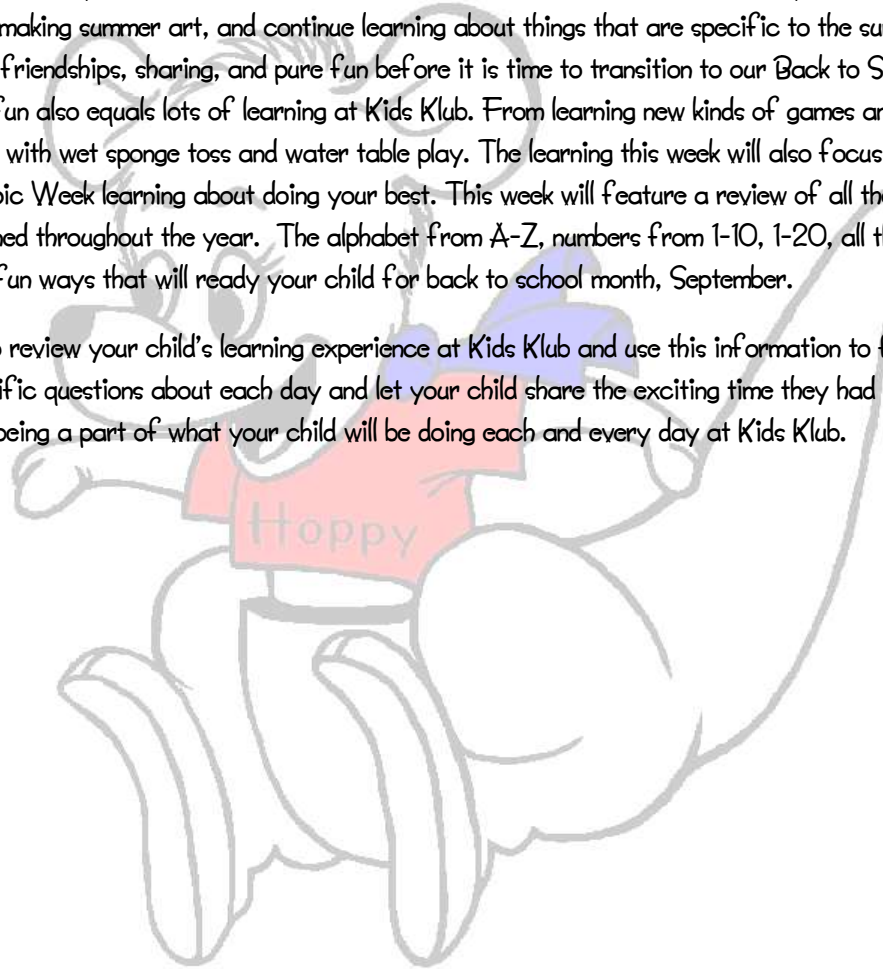 making summer art, and continue learning about things that are specific to the su
friendships, sharing, and pure fun before it is time to transition to our Back to S
fun also equals lots of learning at Kids Klub. From learning new kinds of games a
with wet sponge toss and water table play. The learning this week will also focus
ic Week learning about doing your best. This week will feature a review of all th
ed throughout the year. The alphabet from A-Z, numbers from 1-10, 1-20, all t
fun ways that will ready your child for back to school month, September.
review your child's learning experience at Kids Klub and use this information to
ific questions about each day and let your child share the exciting time they had
being a part of what your child will be doing each and every day at Kids Klub.
Hoppy